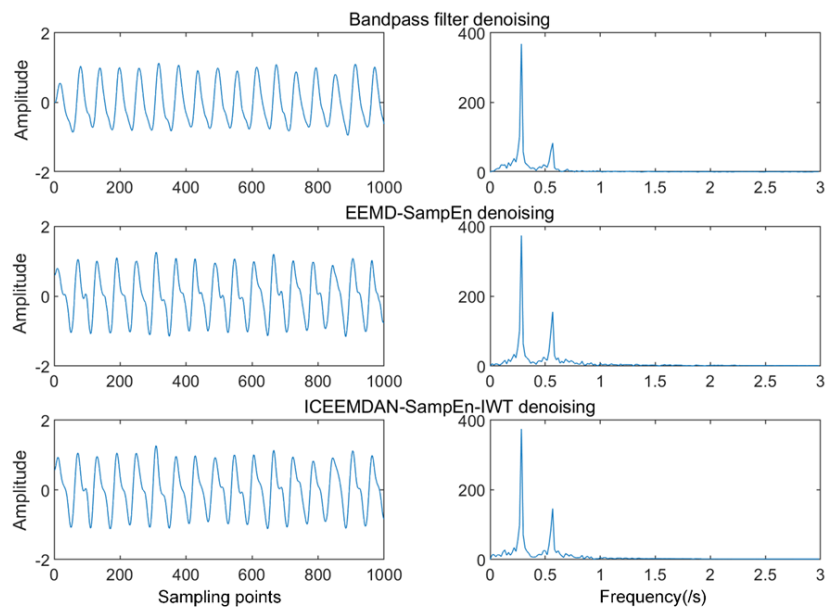 Bandpass filter denoising
2
0
-2
Amplitude
0 200 400 600 800 1000
400
200
0
0 0.5 1 1.5 2 2.5 3
EEMD-SampEn denoising
2
0
-2
Amplitude
0 200 400 600 800 1000
400
200
0
0 0.5 1 1.5 2 2.5 3
ICEEMDAN-SampEn-IWT denoising
2
0
-2
Amplitude
0 200 400 600 800 1000
Sampling points
400
200
0
0 0.5 1 1.5 2 2.5 3
Frequency(/s)